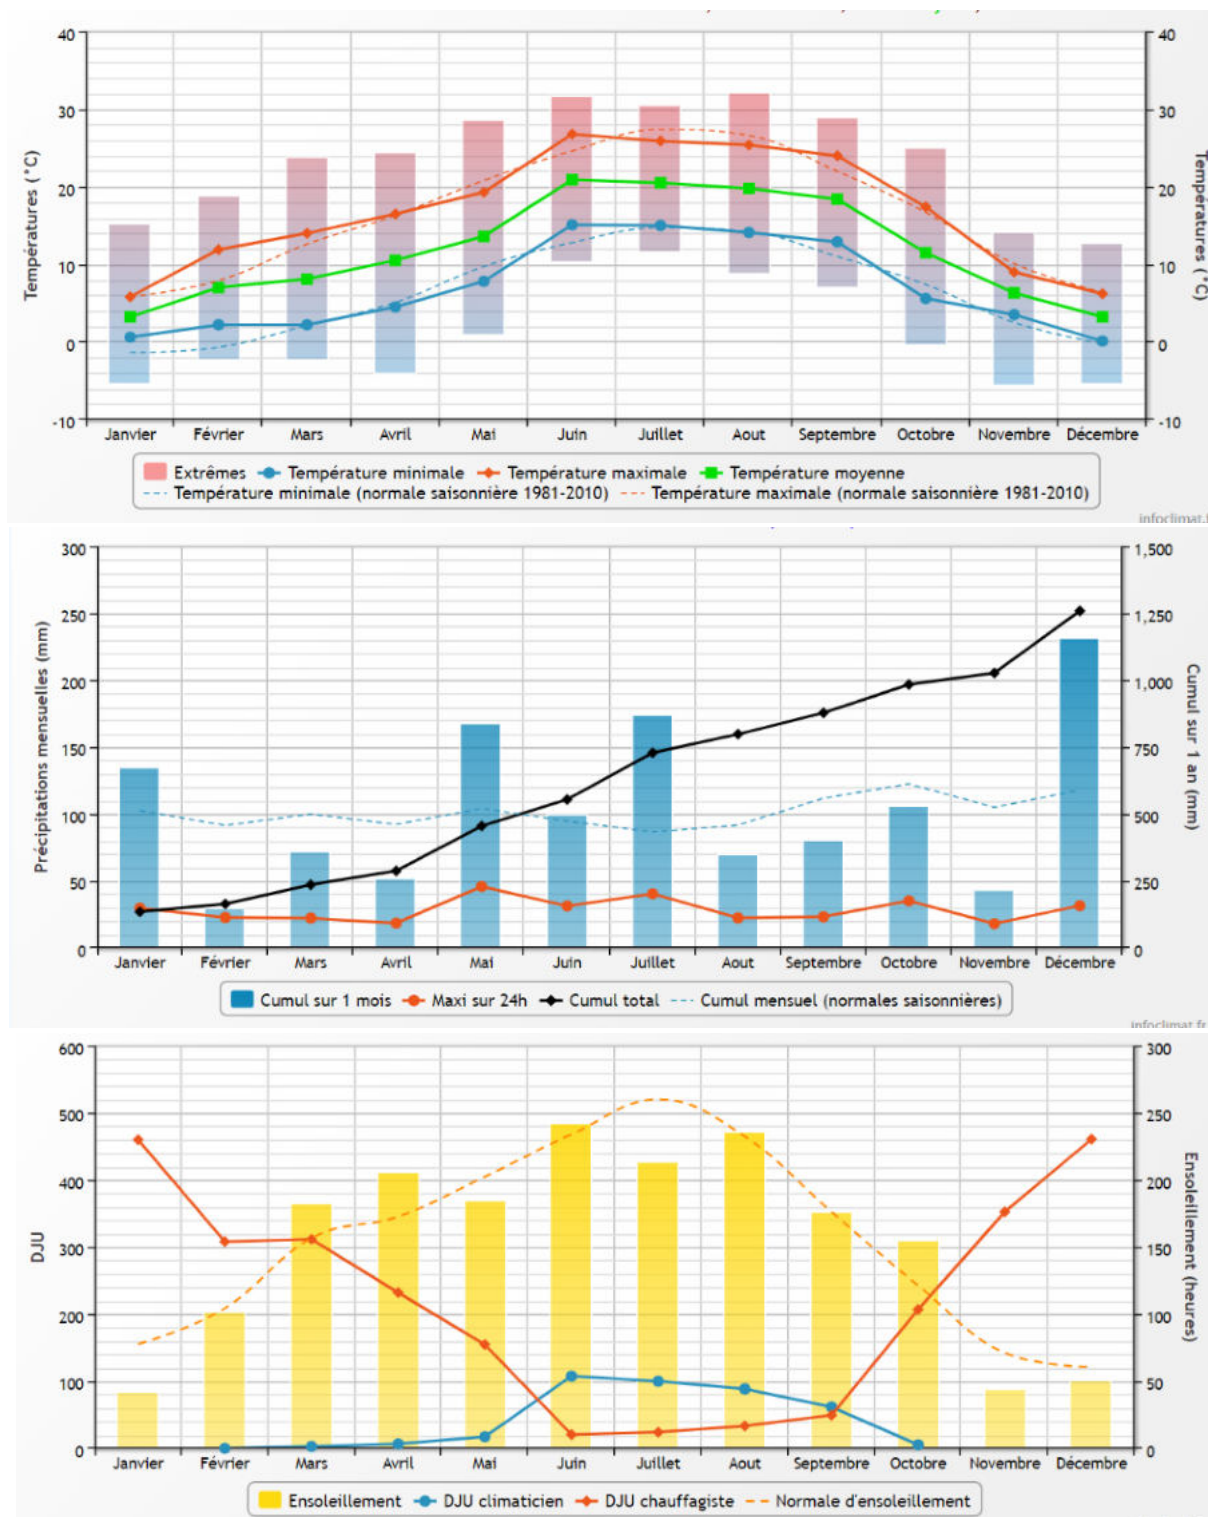 40
30
20
10
0
-10
Températures (°C)
40
30
20
10
0
-10
Températures (°C)
Janvier Février Mars Avril Mai Juin Juillet Aout Septembre Octobre Novembre Décembre
Extrêmes Température minimale Température maximale Température moyenne
Température minimale (normale saisonnière 1981-2010) Température maximale (normale saisonnière 1981-2010)
infoclimat.f
300
250
200
150
100
50
0
Précipitations mensuelles (mm)
1,500
1,250
1,000
750
500
250
0
Cumul sur 1 an (mm)
Janvier Février Mars Avril Mai Juin Juillet Aout Septembre Octobre Novembre Décembre
Cumul sur 1 mois Maxi sur 24h Cumul total Cumul mensuel (normales saisonnières)
infoclimat.fr
600
500
400
300
200
100
0
DJU
300
250
200
150
100
50
0
Ensoleillement (heures)
Janvier Février Mars Avril Mai Juin Juillet Aout Septembre Octobre Novembre Décembre
Ensoleillement DJU climaticien DJU chauffagiste Normale d'ensoleillement